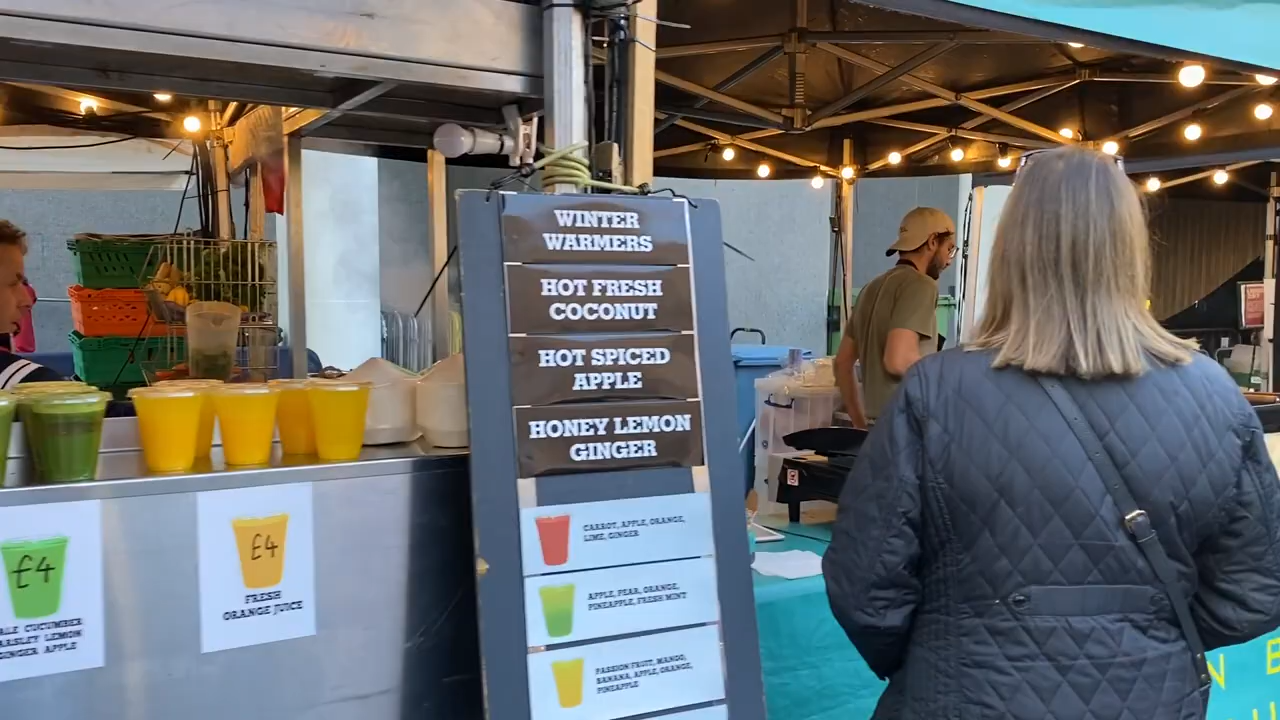 WINTER
WARMERS
HOT FRESH
COCONUT
HOT SPICED
APPLE
HONEY LEMON
GINGER
CARROT, APPLE, ORANGE,
LIME, GINGER
APPLE, PEAR, ORANGE,
PINEAPPLE, FRESH MINT
PASSION FRUIT, MANGO,
BANANA, APPLE, ORANGE,
PINEAPPLE
£4
ALE CUCUMBER
ARSLEY LEMON
GINGER APPLE
£4
FRESH
ORANGE JUICE
N